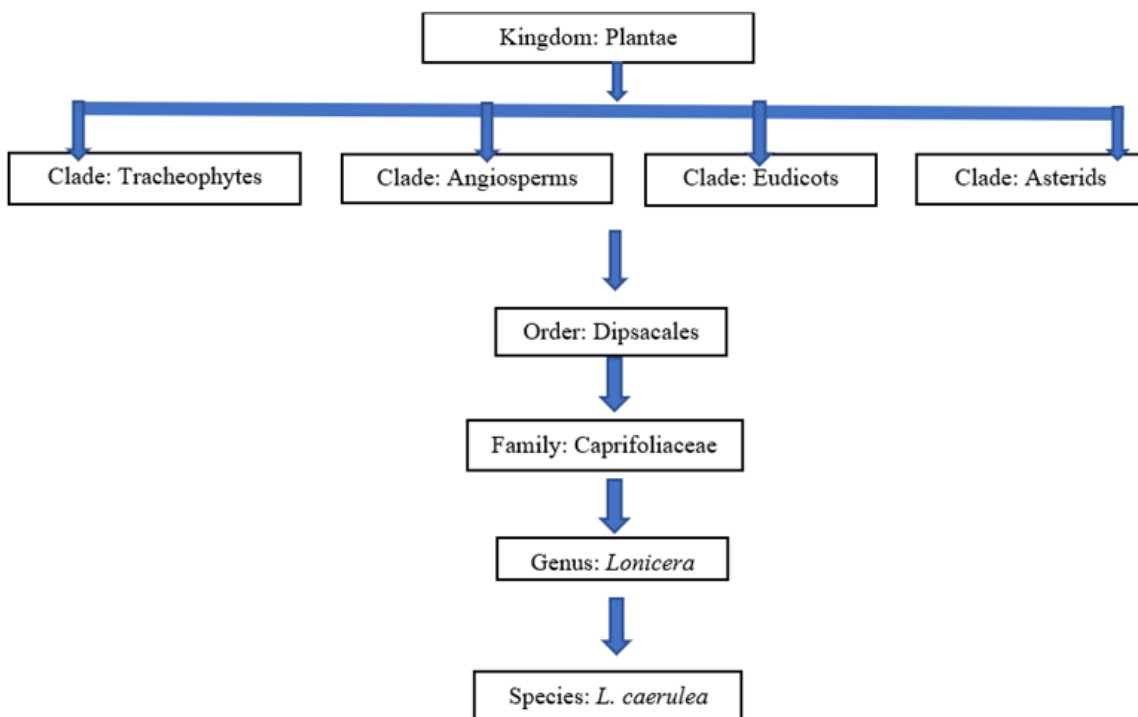 Kingdom: Plantae
Clade: Tracheophytes
Clade: Angiosperms
Clade: Eudicots
Clade: Asterids
Order: Dipsacales
Family: Caprifoliaceae
Genus: Lonicera
Species: L. caerulea